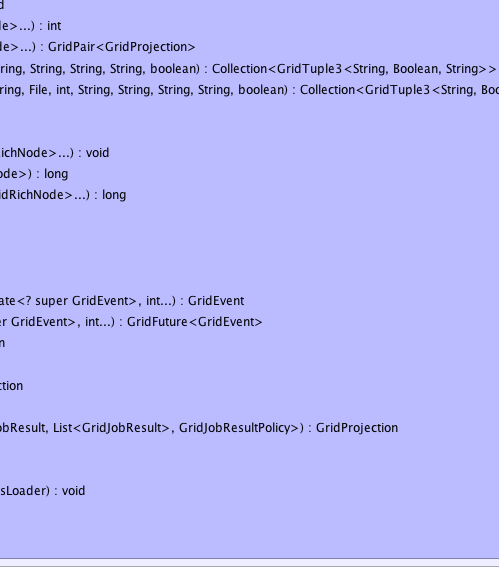 d
le>...) : int
de>...) : GridPair<GridProjection>
ring, String, String, String, boolean) : Collection<GridTuple3<String, Boolean, String>>
ring, File, int, String, String, String, String, boolean) : Collection<GridTuple3<String, Boo
ichNode>...) : void
ode>) : long
idRichNode>...) : long
ate<? super GridEvent>, int...) : GridEvent
er GridEvent>, int...) : GridFuture<GridEvent>
n
ction
obResult, List<GridJobResult>, GridJobResultPolicy>) : GridProjection
sLoader) : void